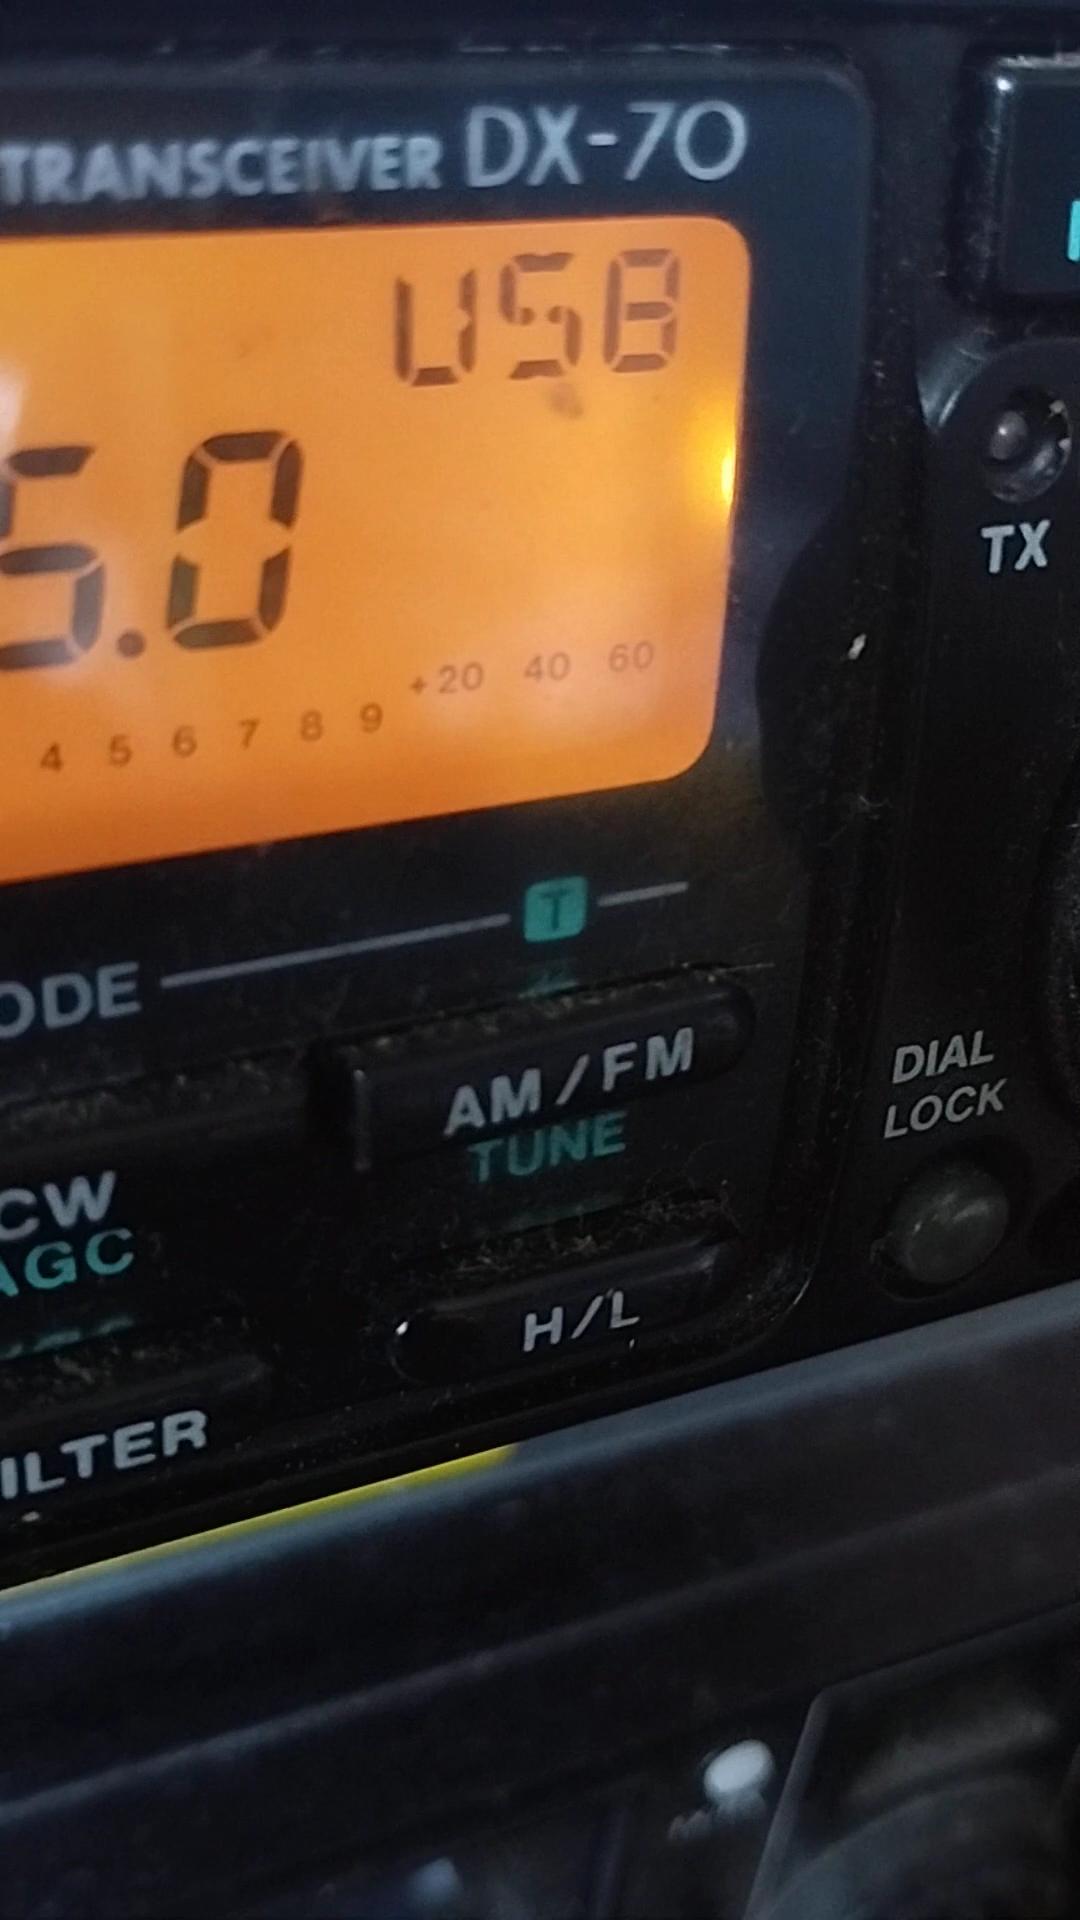 TRANSCEIVER DX-70
USB
5.0
TX
4 5 6 7 8 9 +20 40 60
T
ODE
AM/FM
TUNE
DIAL
LOCK
CW
AGC
H/L
ILTER